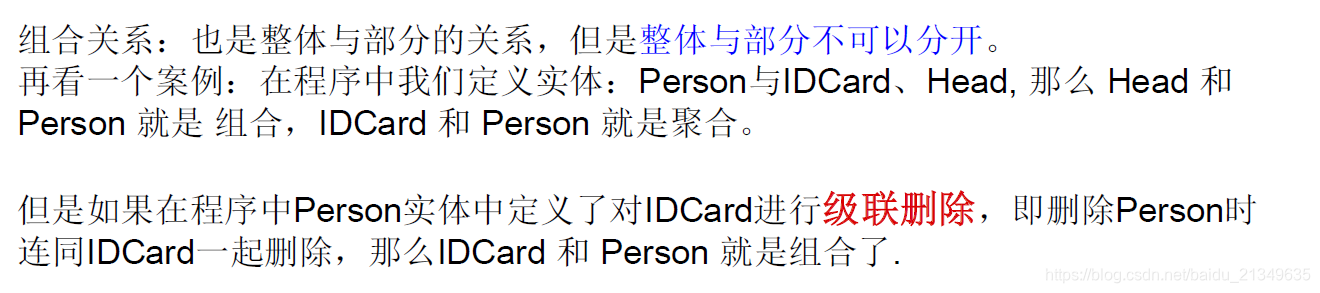 组合关系：也是整体与部分的关系，但是整体与部分不可以分开。
再看一个案例：在程序中我们定义实体：Person与IDCard、Head, 那么 Head 和
Person 就是 组合，IDCard 和 Person 就是聚合。
但是如果在程序中Person实体中定义了对IDCard进行级联删除，即删除Person时
连同IDCard一起删除，那么IDCard 和 Person 就是组合了.
https://blog.csdn.net/baidu_21349635